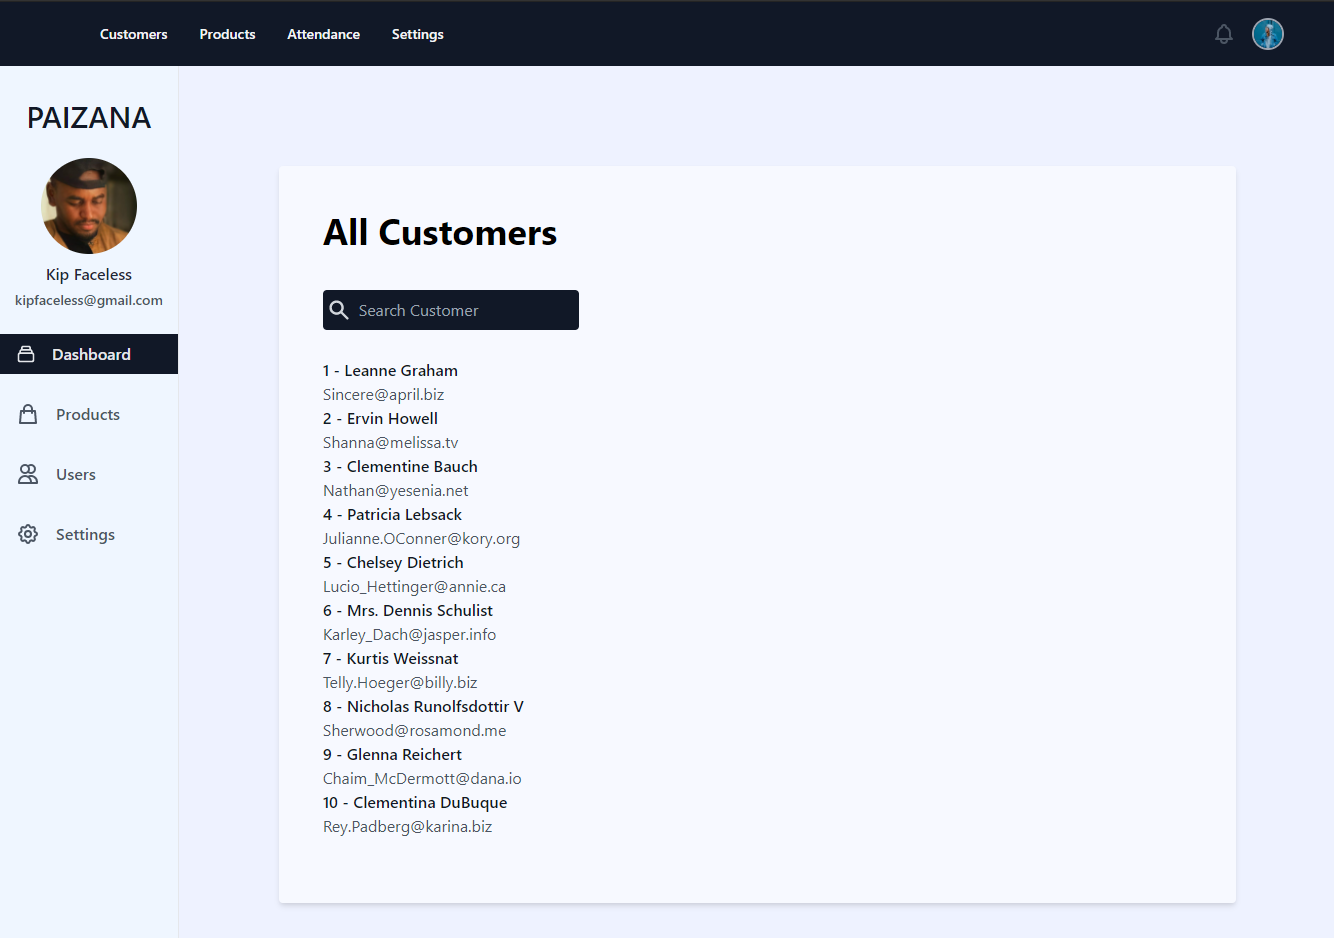 Customers Products Attendance Settings
PAIZANA
Kip Faceless
kipfaceless@gmail.com
Dashboard
Products
Users
Settings
All Customers
Search Customer
1 - Leanne Graham
Sincere@april.biz
2 - Ervin Howell
Shanna@melissa.tv
3 - Clementine Bauch
Nathan@yesenia.net
4 - Patricia Lebsack
Julianne.OConner@kory.org
5 - Chelsey Dietrich
Lucio_Hettinger@annie.ca
6 - Mrs. Dennis Schulist
Karley_Dach@jasper.info
7 - Kurtis Weissnat
Telly.Hoeger@billy.biz
8 - Nicholas Runolfsdottir V
Sherwood@rosamond.me
9 - Glenna Reichert
Chaim_McDermott@dana.io
10 - Clementina DuBuque
Rey.Padberg@karina.biz